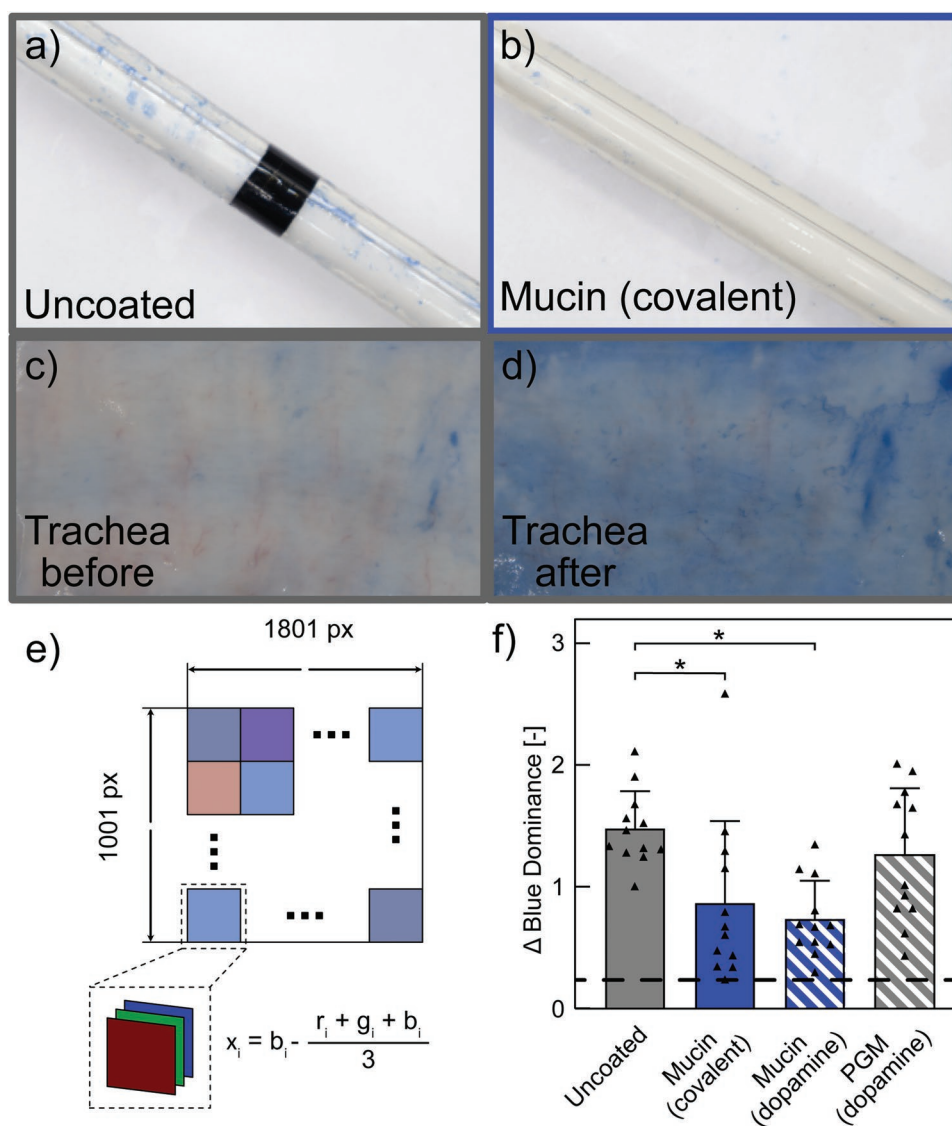 a)
Uncoated
b)
Mucin (covalent)
c)
Trachea
before
d)
Trachea
after
e)
1801 px
1001 px
x_i = b_i - (r_i + g_i + b_i) / 3
f)
Δ Blue Dominance [-]
3
2
1
0
*
*
Uncoated
Mucin
(covalent)
Mucin
(dopamine)
PGM
(dopamine)